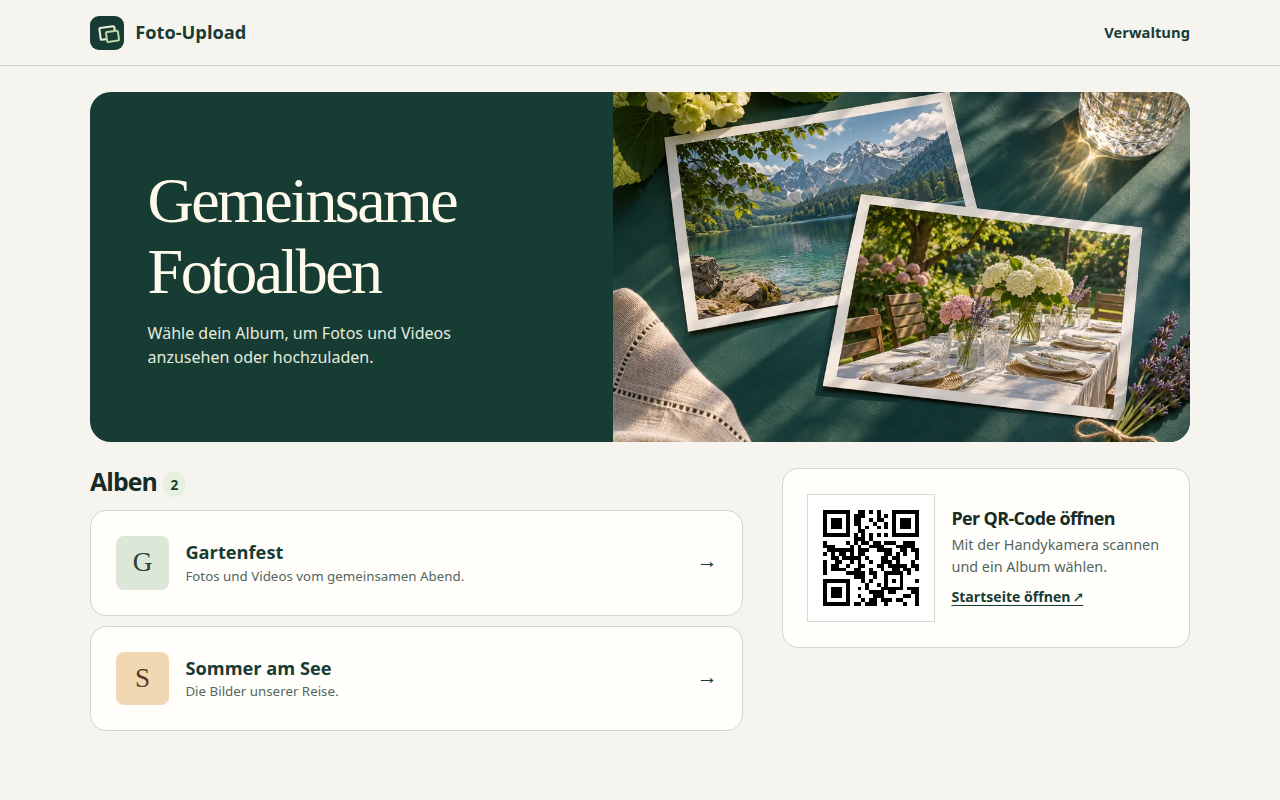 Foto-Upload
Verwaltung
Gemeinsame
Fotoalben
Wähle dein Album, um Fotos und Videos
anzusehen oder hochzuladen.
Alben 2
G
Gartenfest
Fotos und Videos vom gemeinsamen Abend.
→
S
Sommer am See
Die Bilder unserer Reise.
→
Per QR-Code öffnen
Mit der Handykamera scannen
und ein Album wählen.
Startseite öffnen ↗